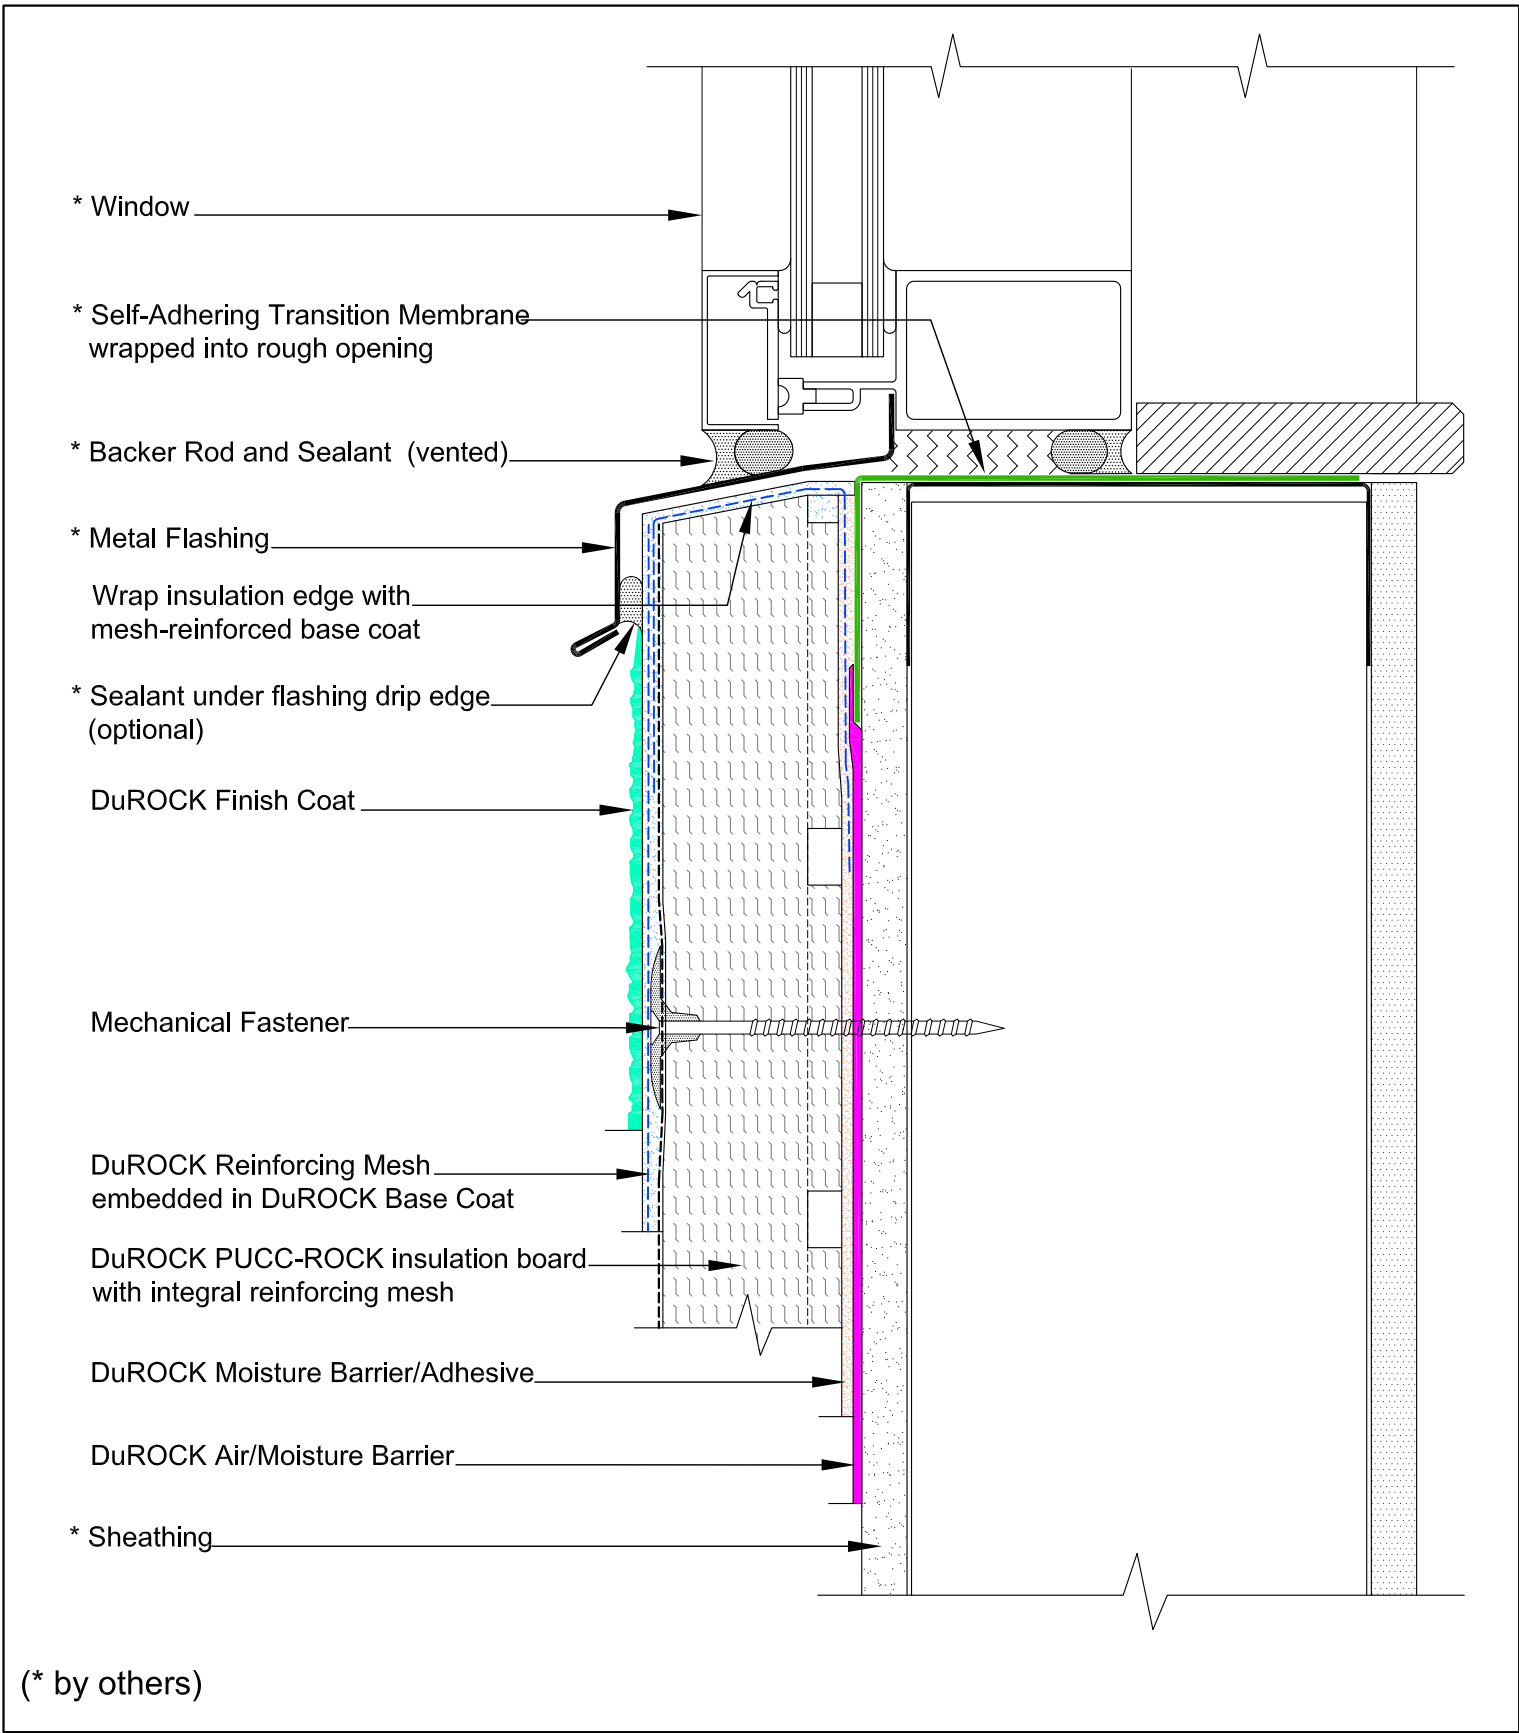 * Window
* Self-Adhering Transition Membrane
wrapped into rough opening
* Backer Rod and Sealant (vented)
* Metal Flashing
Wrap insulation edge with
mesh-reinforced base coat
* Sealant under flashing drip edge
(optional)
DuROCK Finish Coat
Mechanical Fastener
DuROCK Reinforcing Mesh
embedded in DuROCK Base Coat
DuROCK PUCC-ROCK insulation board
with integral reinforcing mesh
DuROCK Moisture Barrier/Adhesive
DuROCK Air/Moisture Barrier
* Sheathing
(* by others)